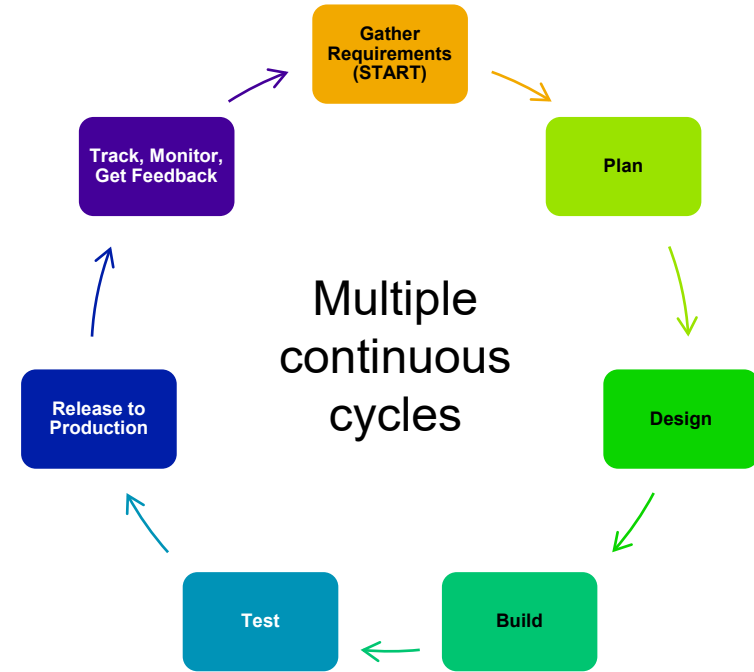 Gather
Requirements
(START)
Plan
Design
Build
Test
Release to
Production
Track, Monitor,
Get Feedback
Multiple
continuous
cycles